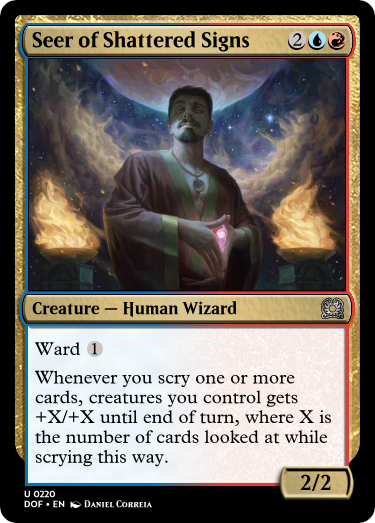 Seer of Shattered Signs 2
Creature — Human Wizard
Ward 1
Whenever you scry one or more
cards, creatures you control gets
+X/+X until end of turn, where X is
the number of cards looked at while
scrying this way.
2/2
U 0220
DOF • EN Daniel Correia